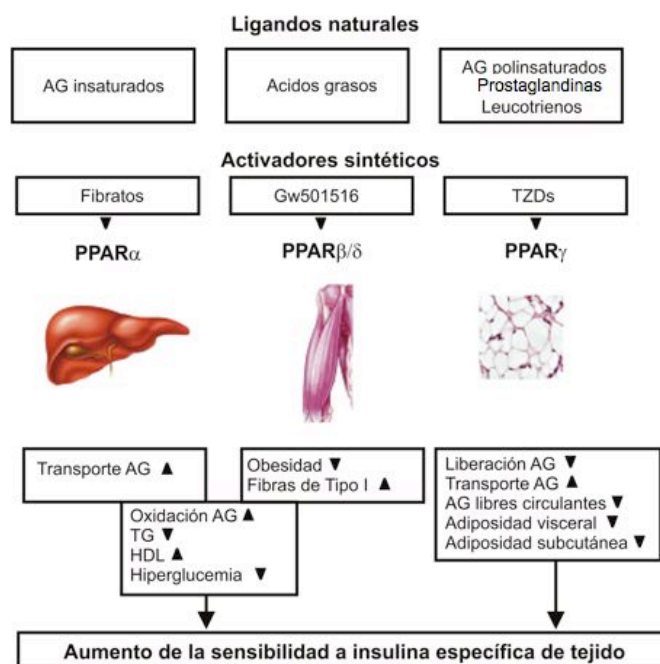 Ligandos naturales
AG insaturados
Acidos grasos
AG polinsaturados
Prostaglandinas
Leucotrienos
Activadores sintéticos
Fibratos
Gw501516
TZDs
PPARα
PPARβ/δ
PPARγ
Transporte AG ▲
Obesidad ▼
Fibras de Tipo I ▲
Oxidación AG ▲
TG ▼
HDL ▲
Hiperglucemia ▼
Liberación AG ▼
Transporte AG ▲
AG libres circulantes ▼
Adiposidad visceral ▼
Adiposidad subcutánea ▼
Aumento de la sensibilidad a insulina específica de tejido